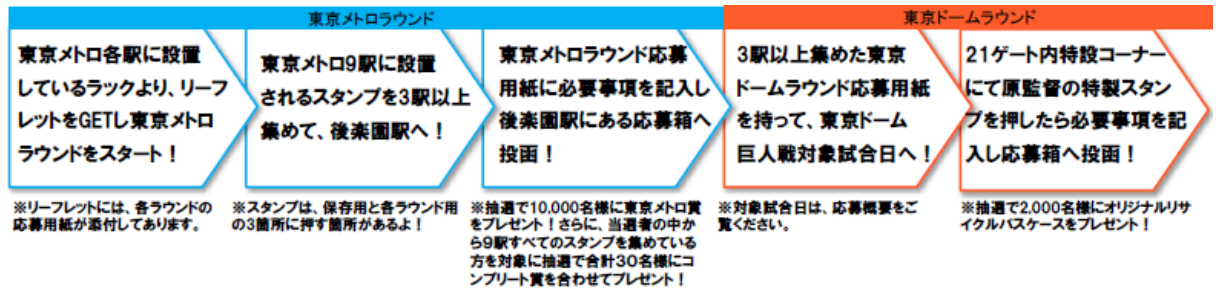 東京メトロラウンド
東京メトロ各駅に設置
しているラックより、リーフ
レットをGETし東京メトロ
ラウンドをスタート！
※リーフレットには、各ラウンドの
応募用紙が添付してあります。
東京メトロ9駅に設置
されるスタンプを3駅以上
集めて、後楽園駅へ！
※スタンプは、保存用と各ラウンド用
の3箇所に押す箇所があるよ！
東京メトロラウンド応募
用紙に必要事項を記入し
後楽園駅にある応募箱へ
投函！
※抽選で10,000名様に東京メトロ賞
をプレゼント！さらに、当選者の中か
ら9駅すべてのスタンプを集めている
方を対象に抽選で合計30名様にコ
ンプリート賞を合わせてプレゼント！
東京ドームラウンド
3駅以上集めた東京
ドームラウンド応募用紙
を持って、東京ドーム
巨人戦対象試合日へ！
※対象試合日は、応募概要をご
覧ください。
21ゲート内特設コーナー
にて原監督の特製スタン
プを押したら必要事項を記
入し応募箱へ投函！
※抽選で2,000名様にオリジナルリサ
イクルパスケースをプレゼント！